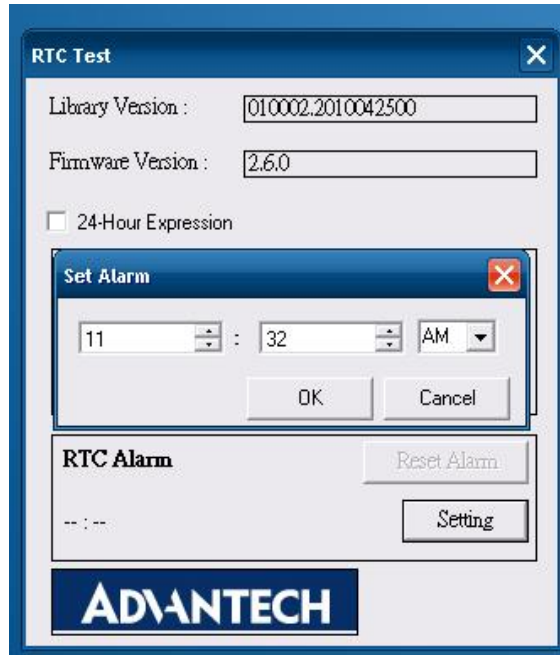 RTC Test
Library Version : 010002.2010042500
Firmware Version : 2.6.0
24-Hour Expression
Set Alarm
11 : 32 AM
OK Cancel
RTC Alarm Reset Alarm
-- : -- Setting
ADVANTECH